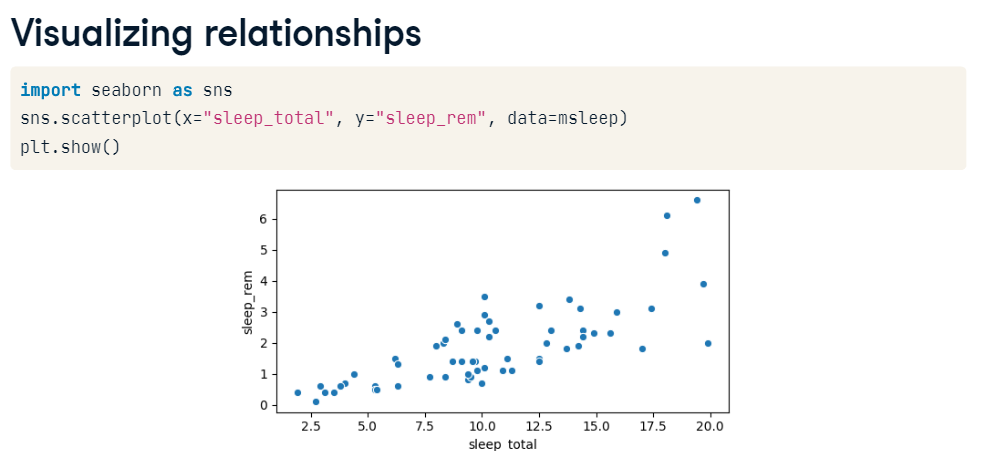 Visualizing relationships
import seaborn as sns
sns.scatterplot(x="sleep_total", y="sleep_rem", data=msleep)
plt.show()
6
5
4
3
2
1
0
sleep_rem
2.5 5.0 7.5 10.0 12.5 15.0 17.5 20.0
sleep_total